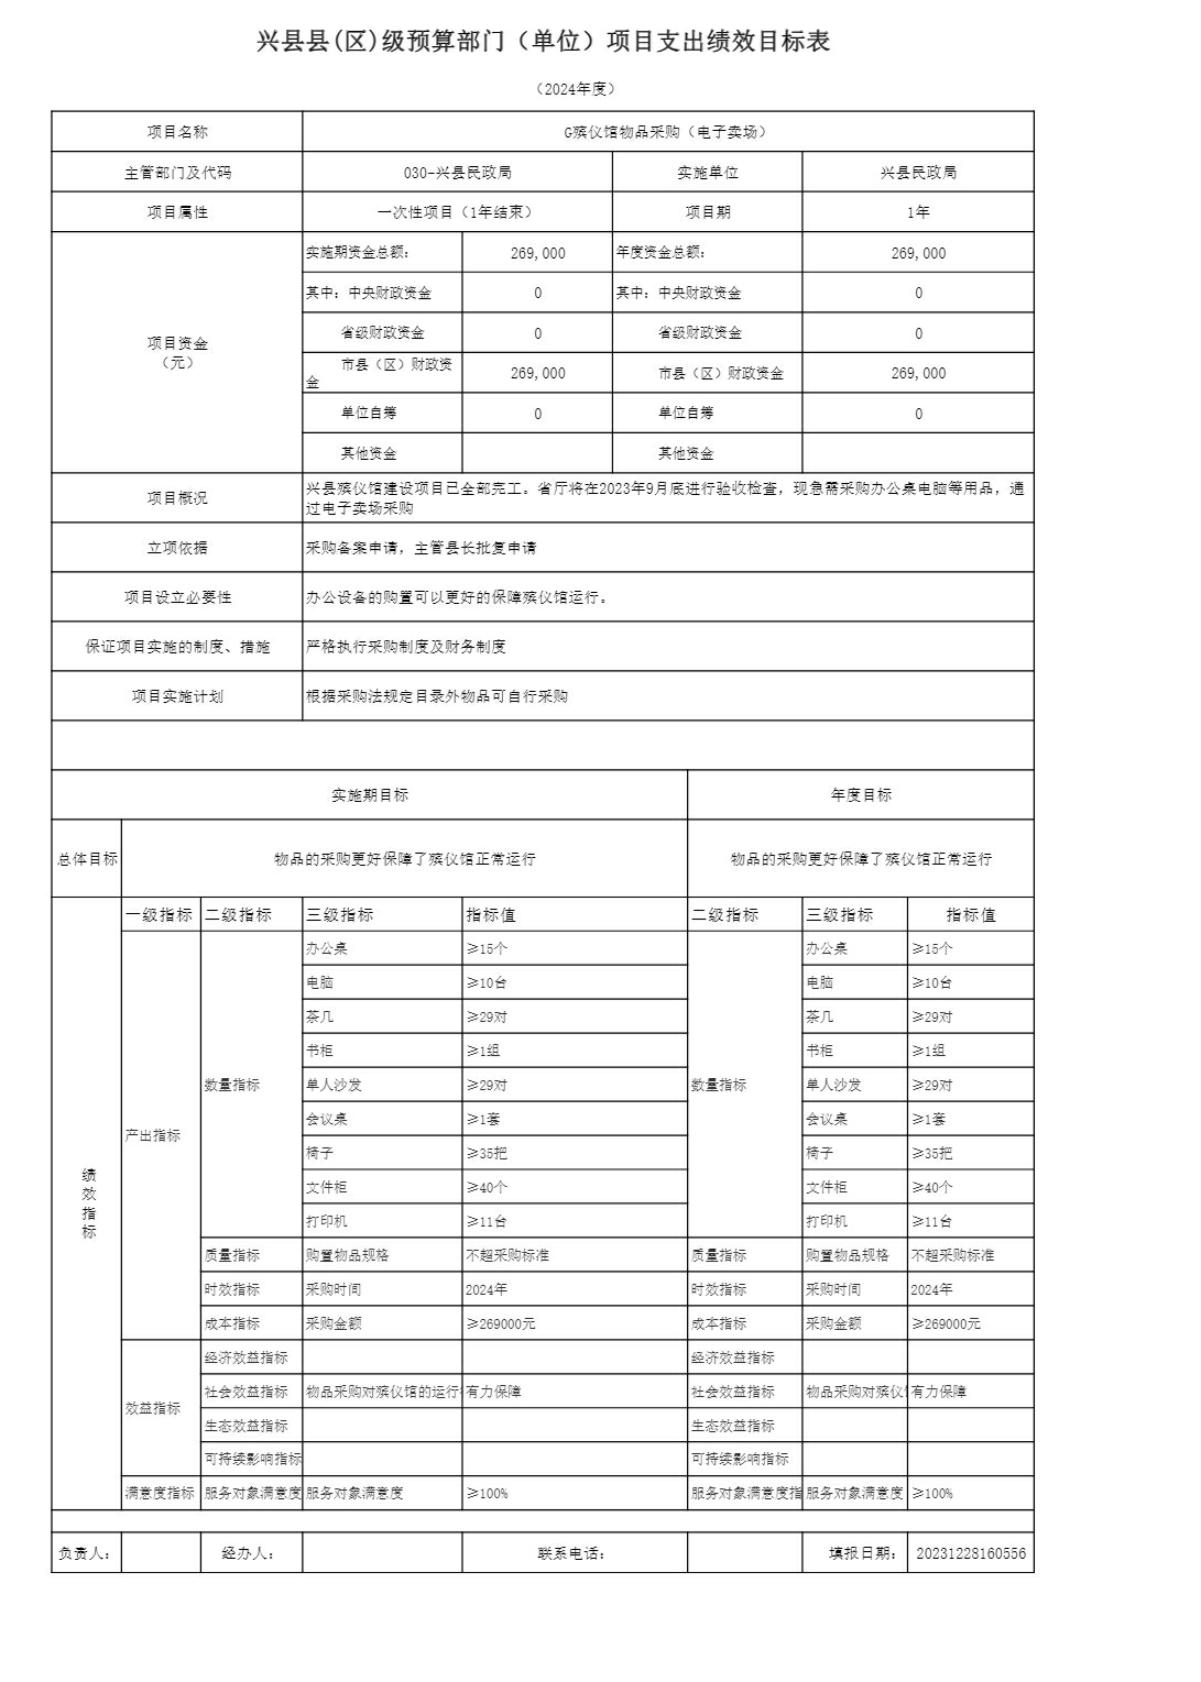 兴县县(区)级预算部门（单位）项目支出绩效目标表
（2024年度）
项目名称 G殡仪馆物品采购（电子卖场）
主管部门及代码 030-兴县民政局 实施单位 兴县民政局
项目属性 一次性项目（1年结束） 项目期 1年
项目资金
（元）
实施期资金总额： 269,000 年度资金总额： 269,000
其中：中央财政资金 0 其中：中央财政资金 0
省级财政资金 0 省级财政资金 0
市县（区）财政资
金 269,000 市县（区）财政资金 269,000
单位自筹 0 单位自筹 0
其他资金 其他资金
项目概况 兴县殡仪馆建设项目已全部完工。省厅将在2023年9月底进行验收检查，现急需采购办公桌电脑等用品，通
过电子卖场采购
立项依据 采购备案申请，主管县长批复申请
项目设立必要性 办公设备的购置可以更好的保障殡仪馆运行。
保证项目实施的制度、措施 严格执行采购制度及财务制度
项目实施计划 根据采购法规定目录外物品可自行采购
实施期目标 年度目标
总体目标 物品的采购更好保障了殡仪馆正常运行 物品的采购更好保障了殡仪馆正常运行
绩
效
指
标
一级指标 二级指标 三级指标 指标值 二级指标 三级指标 指标值
产出指标 数量指标 办公桌 ≥15个 数量指标 办公桌 ≥15个
电脑 ≥10台 电脑 ≥10台
茶几 ≥29对 茶几 ≥29对
书柜 ≥1组 书柜 ≥1组
单人沙发 ≥29对 单人沙发 ≥29对
会议桌 ≥1套 会议桌 ≥1套
椅子 ≥35把 椅子 ≥35把
文件柜 ≥40个 文件柜 ≥40个
打印机 ≥11台 打印机 ≥11台
质量指标 购置物品规格 不超采购标准 质量指标 购置物品规格 不超采购标准
时效指标 采购时间 2024年 时效指标 采购时间 2024年
成本指标 采购金额 ≥269000元 成本指标 采购金额 ≥269000元
效益指标 经济效益指标 经济效益指标
社会效益指标 物品采购对殡仪馆的运行 有力保障 社会效益指标 物品采购对殡仪 有力保障
生态效益指标 生态效益指标
可持续影响指标 可持续影响指标
满意度指标 服务对象满意度 服务对象满意度 ≥100% 服务对象满意度指 服务对象满意度 ≥100%
负责人： 经办人： 联系电话： 填报日期： 20231228160556